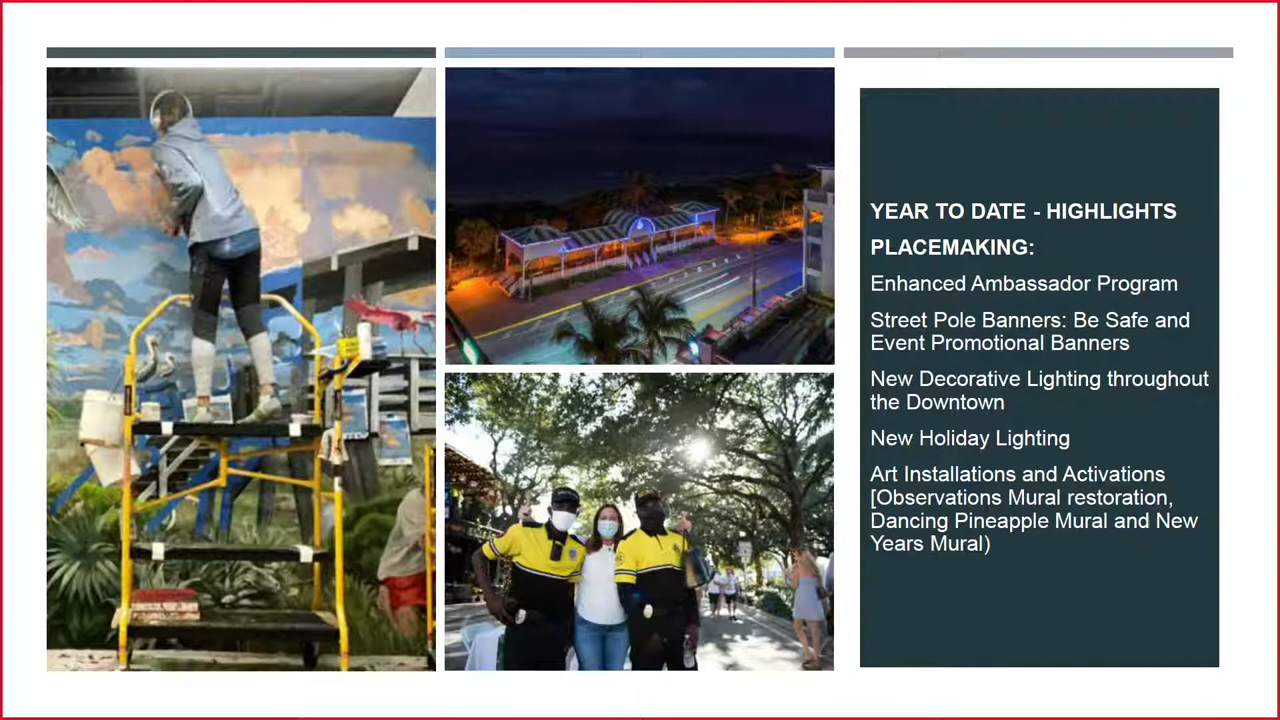 YEAR TO DATE - HIGHLIGHTS
PLACEMAKING:
Enhanced Ambassador Program
Street Pole Banners: Be Safe and
Event Promotional Banners
New Decorative Lighting throughout
the Downtown
New Holiday Lighting
Art Installations and Activations
[Observations Mural restoration,
Dancing Pineapple Mural and New
Years Mural)